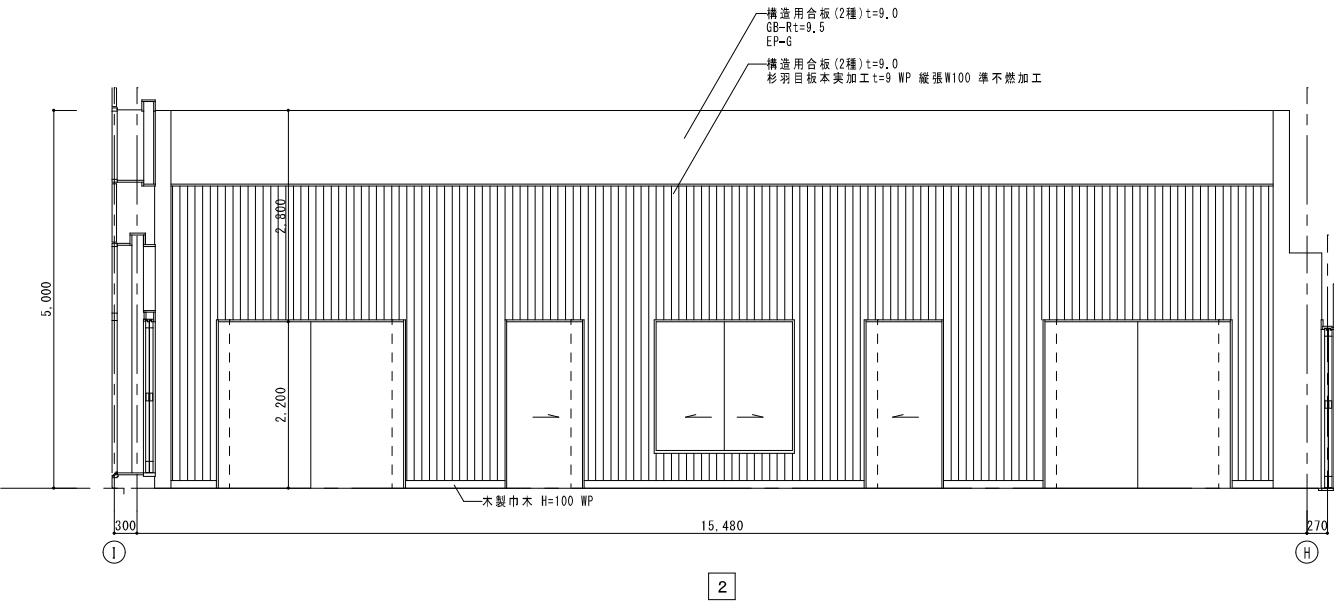 構造用合板(2種)t=9.0
GB-Rt=9.5
EP-G
構造用合板(2種)t=9.0
杉羽目板本実加工t=9 WP 縦張W100 準不燃加工
5,000
2,800
2,200
木製巾木 H=100 WP
300
15,480
270
I
H
2